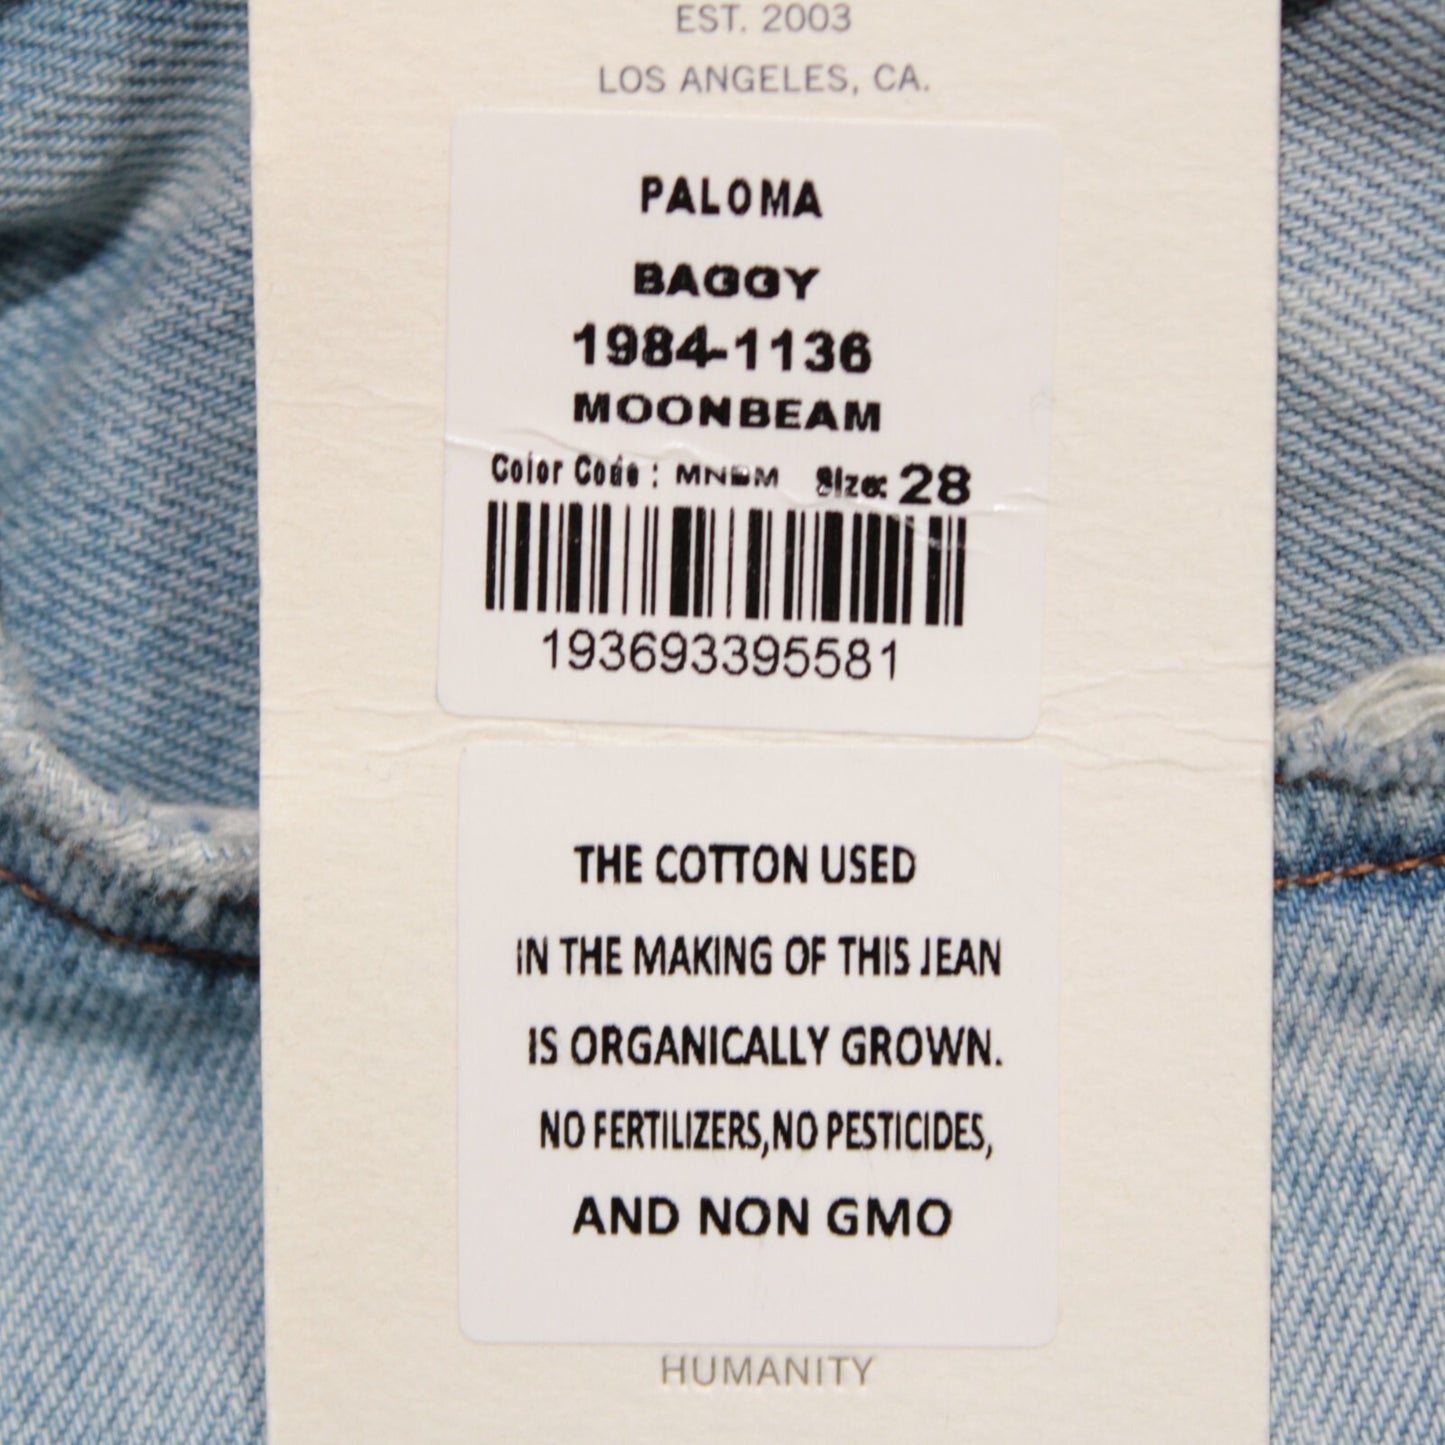 EST. 2003
LOS ANGELES, CA.
PALOMA
BAGGY
1984-1136
MOONBEAM
Color Code : MNBM Size: 28
193693395581
THE COTTON USED
IN THE MAKING OF THIS JEAN
IS ORGANICALLY GROWN.
NO FERTILIZERS,NO PESTICIDES,
AND NON GMO
HUMANITY